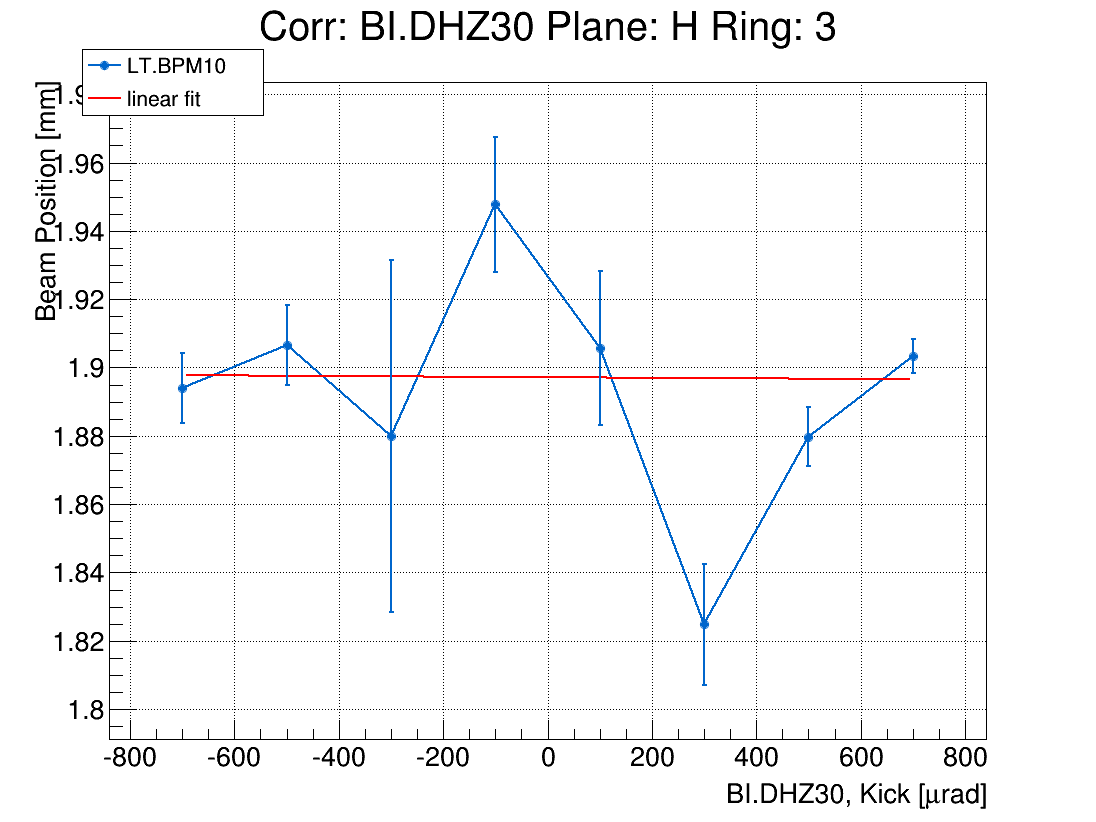 Corr: BI.DHZ30 Plane: H Ring: 3
LT.BPM10
linear fit
Beam Position [mm]
1.96
1.94
1.92
1.9
1.88
1.86
1.84
1.82
1.8
-800 -600 -400 -200 0 200 400 600 800
BI.DHZ30, Kick [μrad]